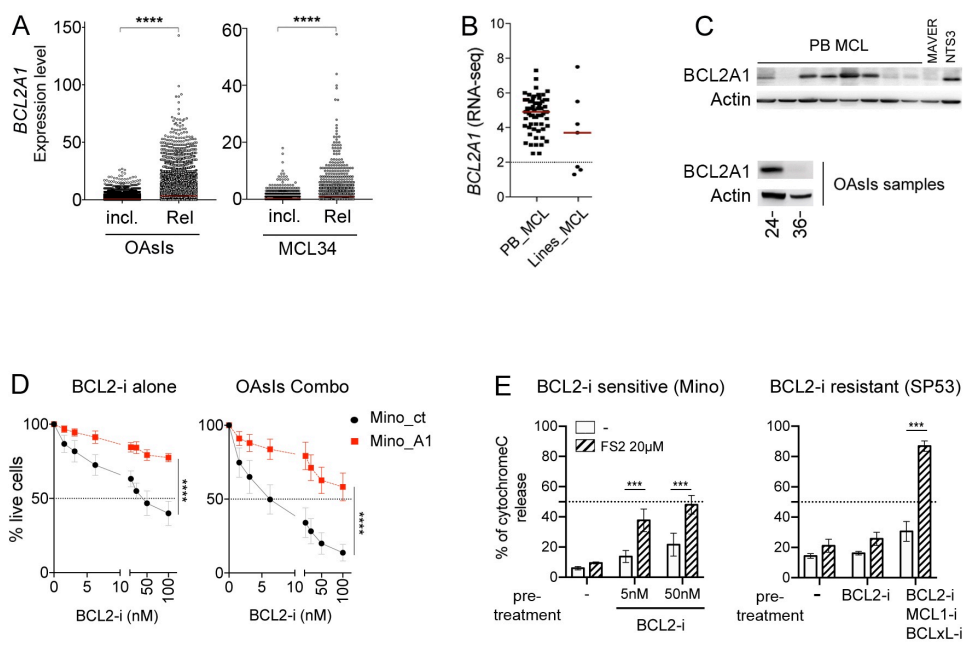 A
BCL2A1
Expression level
150
100
50
0
****
incl.
Rel
OAsIs
60
40
20
0
****
incl.
Rel
MCL34
B
BCL2A1 (RNA-seq)
10
8
6
4
2
0
PB_MCL
Lines_MCL
C
PB MCL
MAVER
NTS3
BCL2A1
Actin
BCL2A1
Actin
OAsIs samples
24-
36-
D
BCL2-i alone
% live cells
100
50
0
****
0
5
10
50
100
BCL2-i (nM)
OAsIs Combo
100
50
0
****
0
5
10
50
100
BCL2-i (nM)
Mino_ct
Mino_A1
E
BCL2-i sensitive (Mino)
% of cytochromeC
release
100
80
60
40
20
0
-
FS2 20µM
***
***
pre-
treatment
-
5nM
50nM
BCL2-i
BCL2-i resistant (SP53)
100
80
60
40
20
0
***
pre-
treatment
-
BCL2-i
BCL2-i
MCL1-i
BCLxL-i